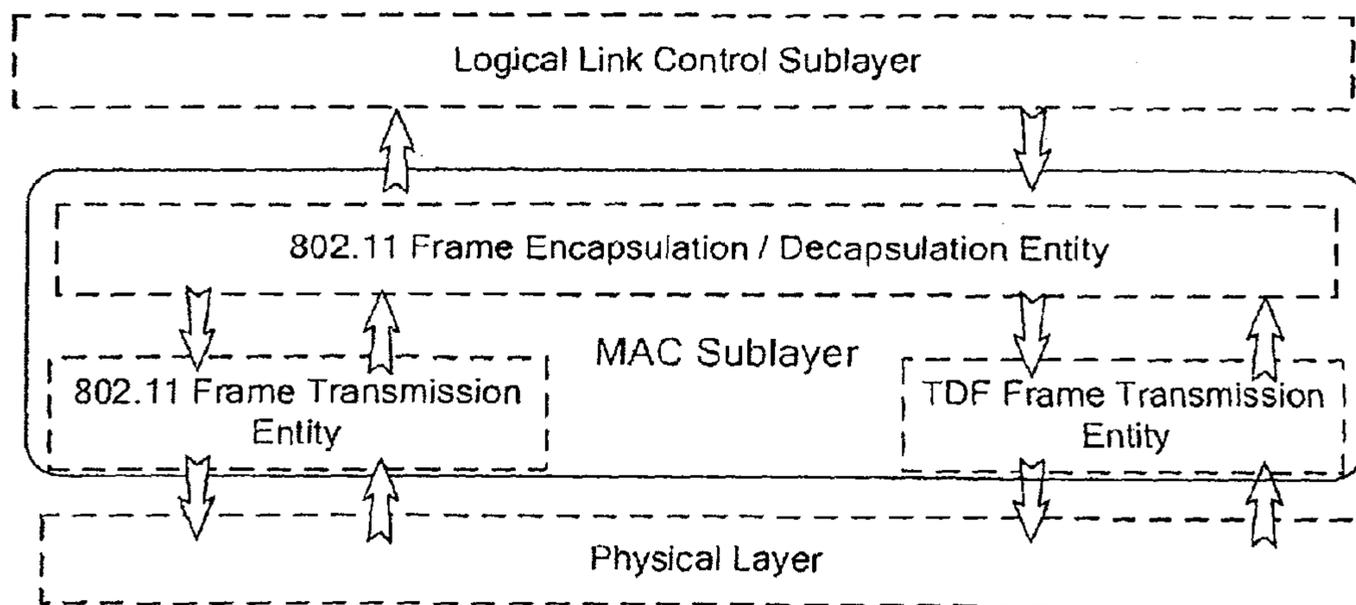 Logical Link Control Sublayer
802.11 Frame Encapsulation / Decapsulation Entity
MAC Sublayer
802.11 Frame Transmission
Entity
TDF Frame Transmission
Entity
Physical Layer